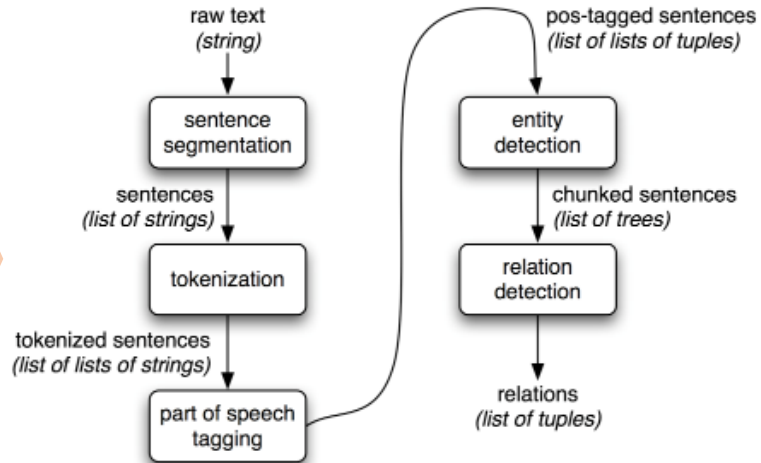 raw text
(string)
sentence
segmentation
sentences
(list of strings)
tokenization
tokenized sentences
(list of lists of strings)
part of speech
tagging
pos-tagged sentences
(list of lists of tuples)
entity
detection
chunked sentences
(list of trees)
relation
detection
relations
(list of tuples)